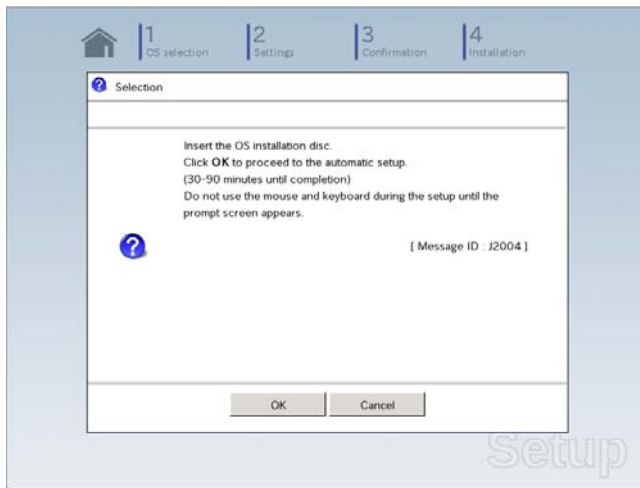 1
OS selection
2
Settings
3
Confirmation
4
Installation
Selection
Insert the OS installation disc.
Click OK to proceed to the automatic setup.
(30-90 minutes until completion)
Do not use the mouse and keyboard during the setup until the
prompt screen appears.
[ Message ID : J2004 ]
OK
Cancel
Setup